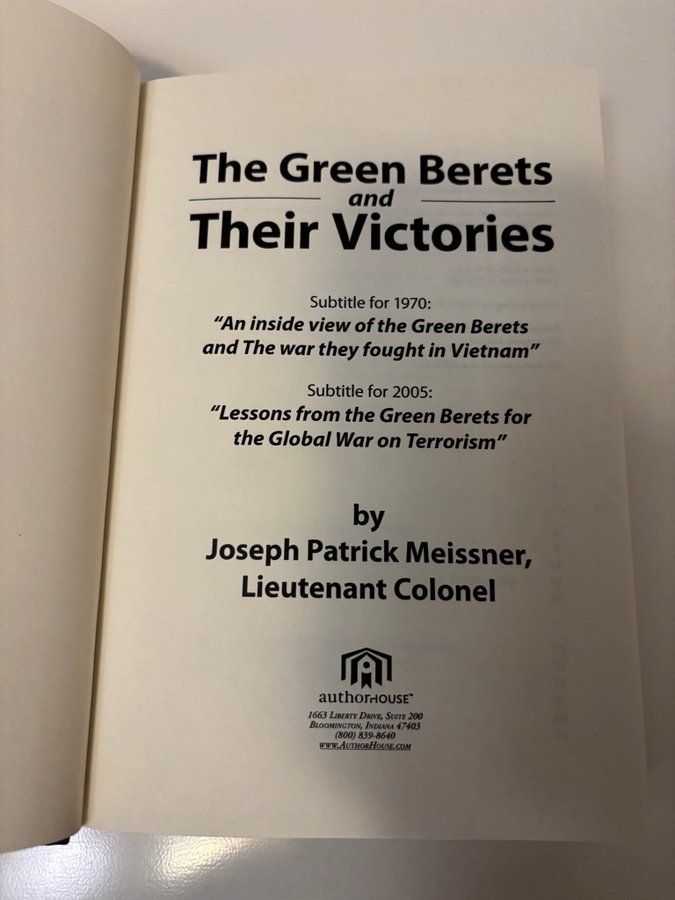 The Green Berets
and
Their Victories
Subtitle for 1970:
“An inside view of the Green Berets
and The war they fought in Vietnam”
Subtitle for 2005:
“Lessons from the Green Berets for
the Global War on Terrorism”
by
Joseph Patrick Meissner,
Lieutenant Colonel
authorHOUSE™
1663 Liberty Drive, Suite 200
Bloomington, Indiana 47403
(800) 839-8640
www.AuthorHouse.com